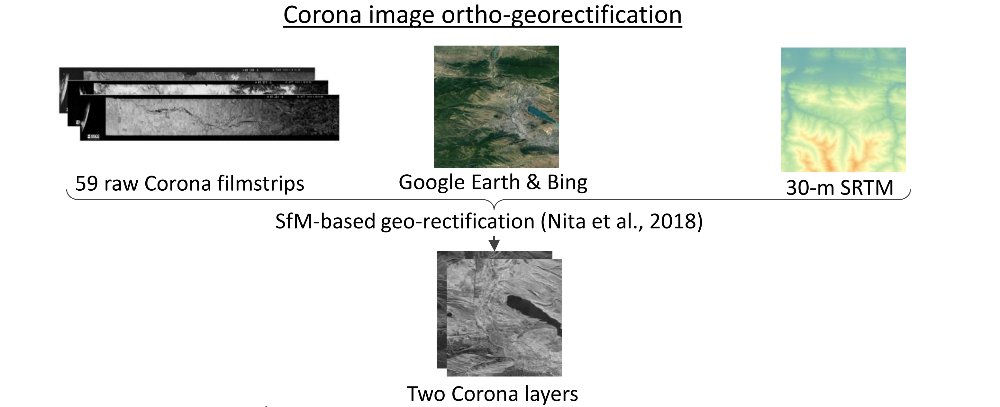 Corona image ortho-georectification
USGS
59 raw Corona filmstrips
Google Earth & Bing
30-m SRTM
SfM-based geo-rectification (Nita et al., 2018)
Two Corona layers